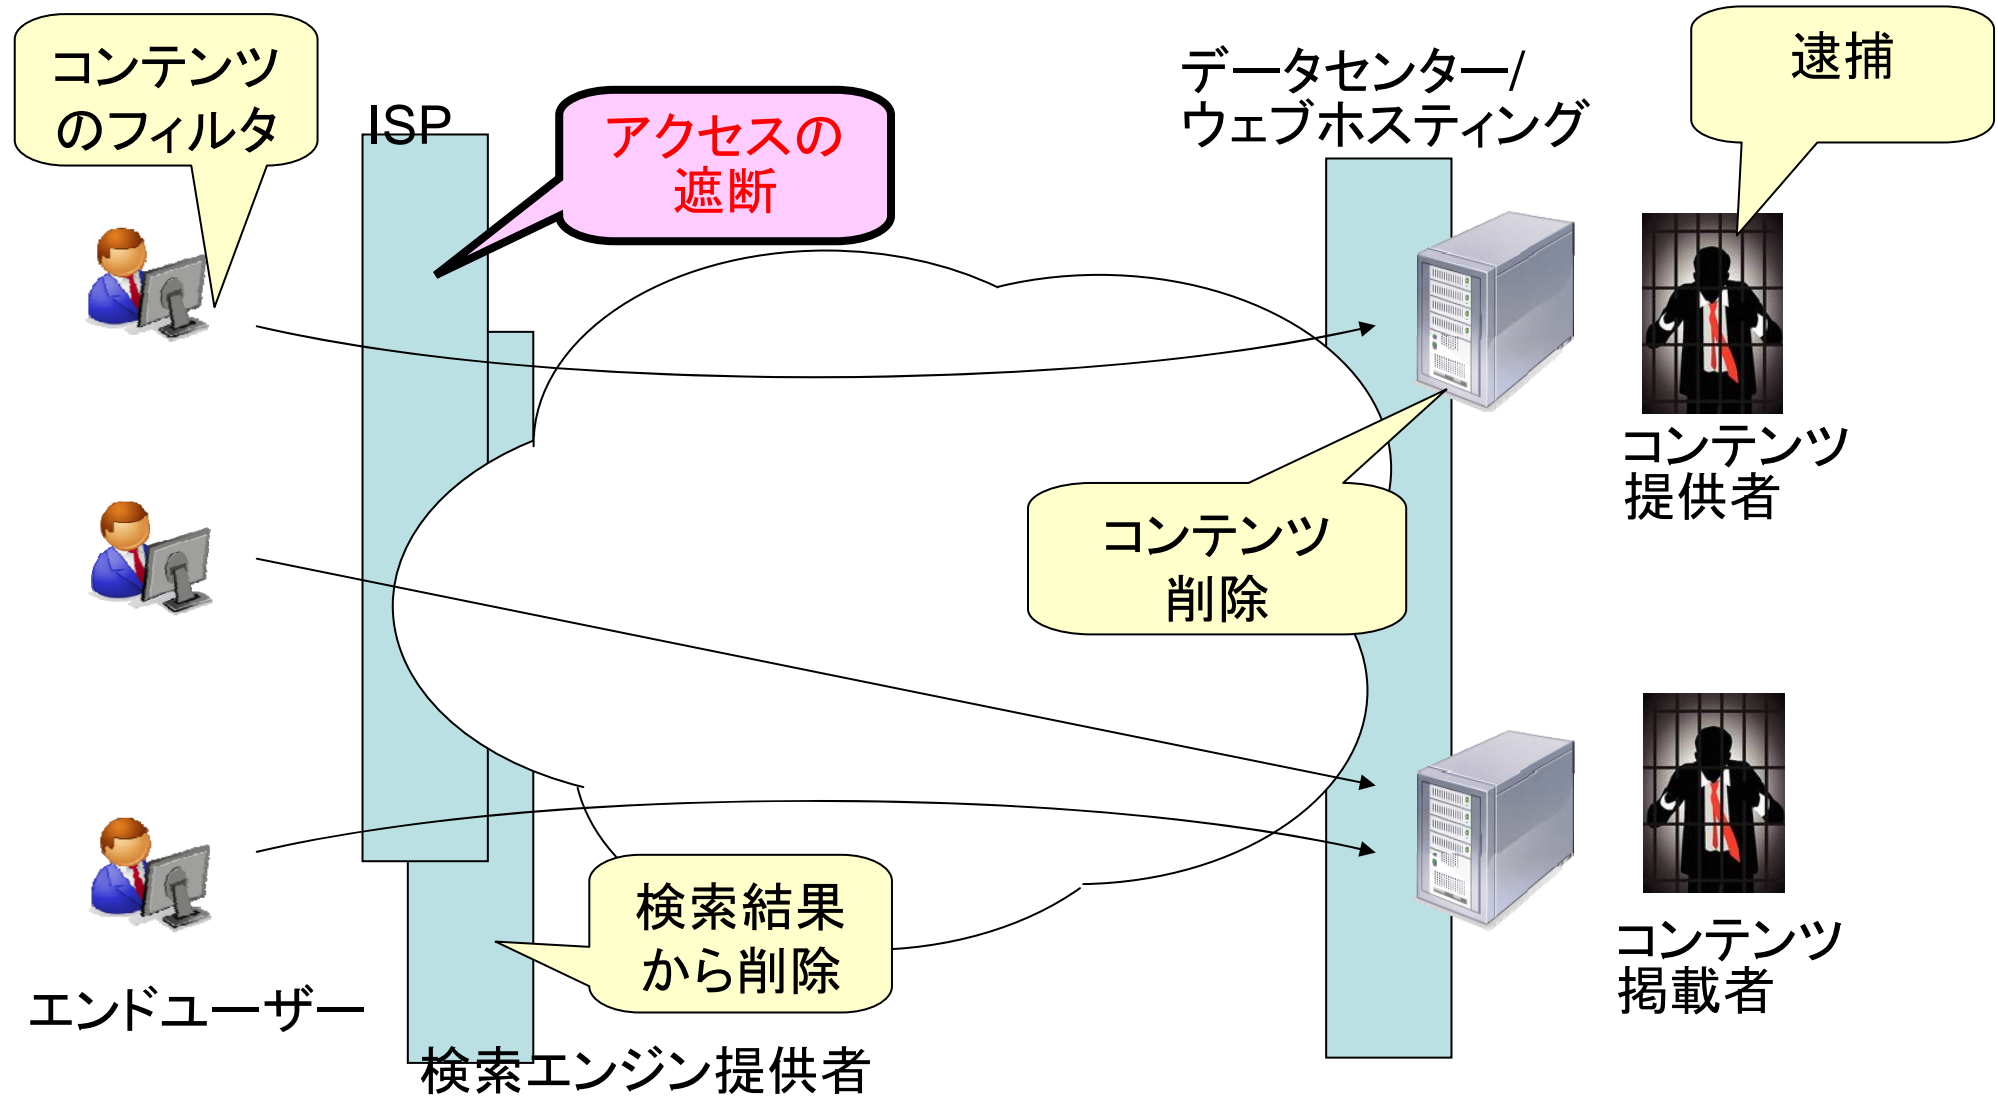 コンテンツ
のフィルタ
ISP
アクセスの
遮断
データセンター/
ウェブホスティング
逮捕
コンテンツ
提供者
コンテンツ
削除
検索結果
から削除
コンテンツ
掲載者
エンドユーザー
検索エンジン提供者